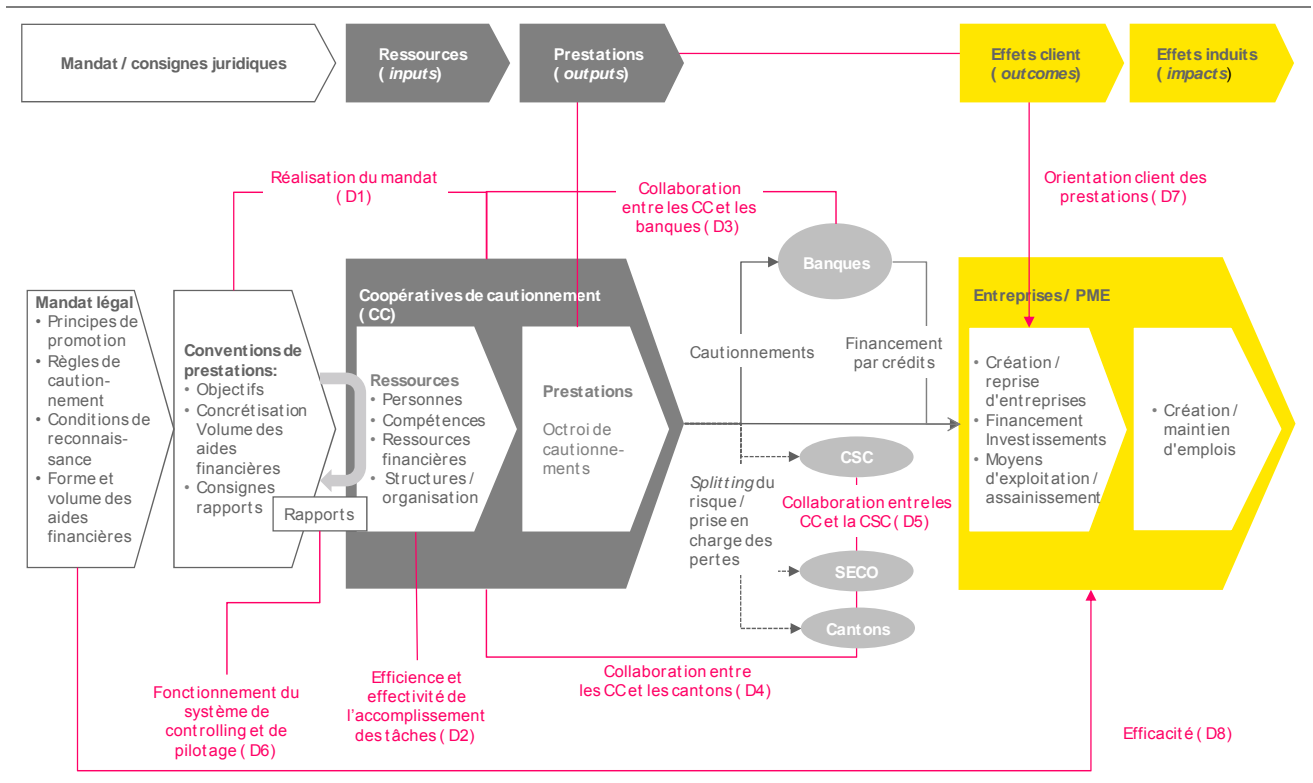 Mandat / consignes juridiques
Ressources
( inputs)
Prestations
( outputs)
Effets client
( outcomes)
Effets induits
( impacts)
Réalisation du mandat
( D1)
Collaboration
entre les CC et les
banques ( D3)
Orientation client des
prestations ( D7)
Banques
Mandat légal
• Principes de
promotion
• Règles de
caution-
nement
• Conditions de
reconnais-
sance
• Forme et
volume des
aides
financières
Conventions de
prestations:
• Objectifs
• Concrétisation
Volume des
aides
financières
• Consignes
rapports
Rapports
Coopératives de cautionnement
( CC)
Ressources
• Personnes
• Compétences
• Ressources
financières
• Structures /
organisation
Prestations
Octroi de
cautionne-
ments
Cautionnements
Financement
par crédits
CSC
Splitting du
risque /
prise en
charge des
pertes
Collaboration entre les
CC et la CSC ( D5)
SECO
Cantons
Entreprises / PME
• Création /
reprise
d'entreprises
• Financement
Investissements
• Moyens
d'exploitation /
assainissement
• Création /
maintien
d'emplois
Fonctionnement du
système de
controlling et de
pilotage ( D6)
Efficience et
effectivité de
l'accomplissement
des tâches ( D2)
Collaboration entre
les CC et les cantons ( D4)
Efficacité ( D8)